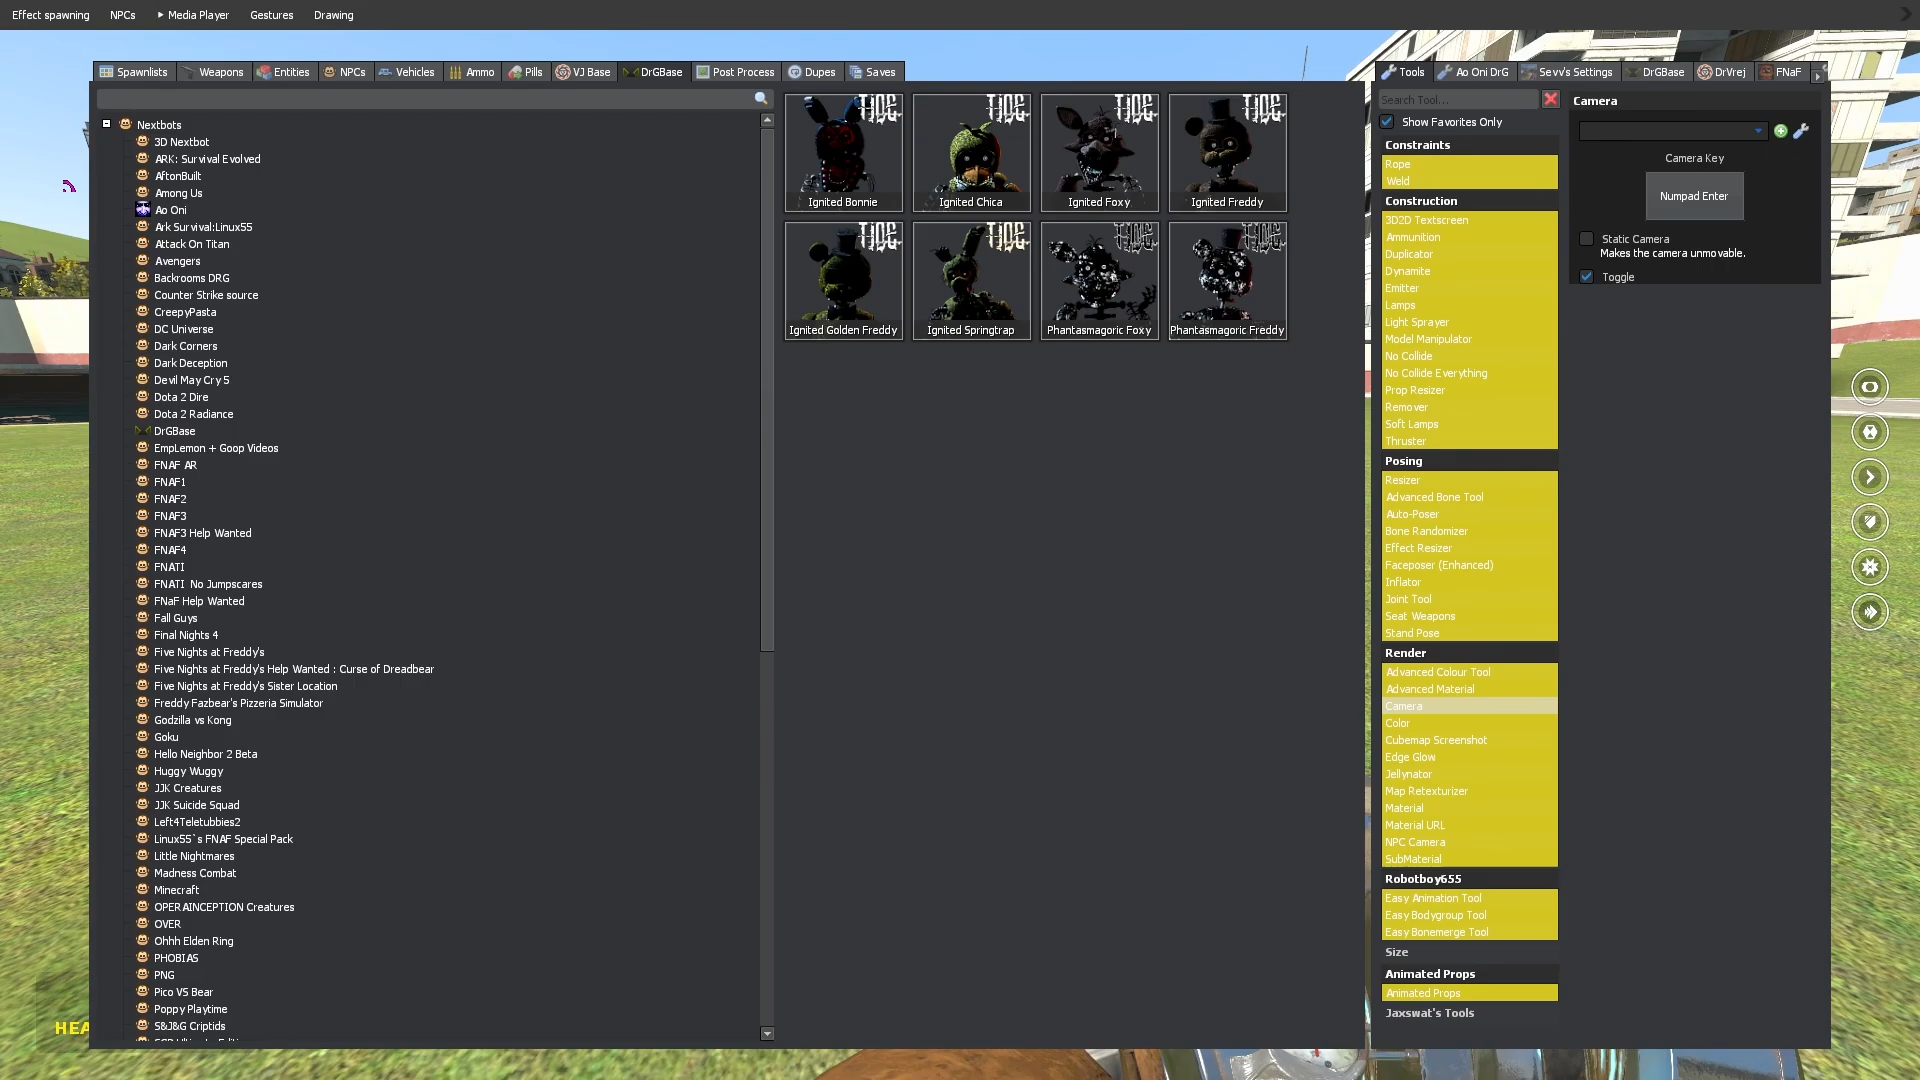 Effect spawning NPCs Media Player Gestures Drawing
Spawnlists Weapons Entities NPCs Vehicles Ammo Pills VJ Base DrGBase Post Process Dupes Saves
Nextbots
3D Nextbot
ARK: Survival Evolved
AftonBuilt
Among Us
Ao Oni
Ark Survival:Linux55
Attack On Titan
Avengers
Backrooms DRG
Counter Strike source
CreepyPasta
DC Universe
Dark Corners
Dark Deception
Devil May Cry 5
Dota 2 Dire
Dota 2 Radiance
DrGBase
EmpLemon + Goop Videos
FNAF AR
FNAF1
FNAF2
FNAF3
FNAF3 Help Wanted
FNAF4
FNATI
FNATI No Jumpscares
FNaF Help Wanted
Fall Guys
Final Nights 4
Five Nights at Freddy's
Five Nights at Freddy's Help Wanted : Curse of Dreadbear
Five Nights at Freddy's Sister Location
Freddy Fazbear's Pizzeria Simulator
Godzilla vs Kong
Goku
Hello Neighbor 2 Beta
Huggy Wuggy
JJK Creatures
JJK Suicide Squad
Left4Teletubbies2
Linux55`s FNAF Special Pack
Little Nightmares
Madness Combat
Minecraft
OPERAINCEPTION Creatures
OVER
Ohhh Elden Ring
PHOBIAS
PNG
Pico VS Bear
Poppy Playtime
S&J&G Criptids
HEA
TIDE TIDE TIDE TIDE
Ignited Bonnie Ignited Chica Ignited Foxy Ignited Freddy
TIDE TIDE TIDE TIDE
Ignited Golden Freddy Ignited Springtrap Phantasmagoric Foxy Phantasmagoric Freddy
Tools Ao Oni DrG Sevv's Settings DrGBase DrVrej FNaF
Search Tool...
Show Favorites Only
Constraints
Rope
Weld
Construction
3D2D Textscreen
Ammunition
Duplicator
Dynamite
Emitter
Lamps
Light Sprayer
Model Manipulator
No Collide
No Collide Everything
Prop Resizer
Remover
Soft Lamps
Thruster
Posing
Resizer
Advanced Bone Tool
Auto-Poser
Bone Randomizer
Effect Resizer
Faceposer (Enhanced)
Inflator
Joint Tool
Seat Weapons
Stand Pose
Render
Advanced Colour Tool
Advanced Material
Camera
Color
Cubemap Screenshot
Edge Glow
Jellynator
Map Retexturizer
Material
Material URL
NPC Camera
SubMaterial
Robotboy655
Easy Animation Tool
Easy Bodygroup Tool
Easy Bonemerge Tool
Size
Animated Props
Animated Props
Jaxswat's Tools
Camera
Camera Key
Numpad Enter
Static Camera
Makes the camera unmovable.
Toggle